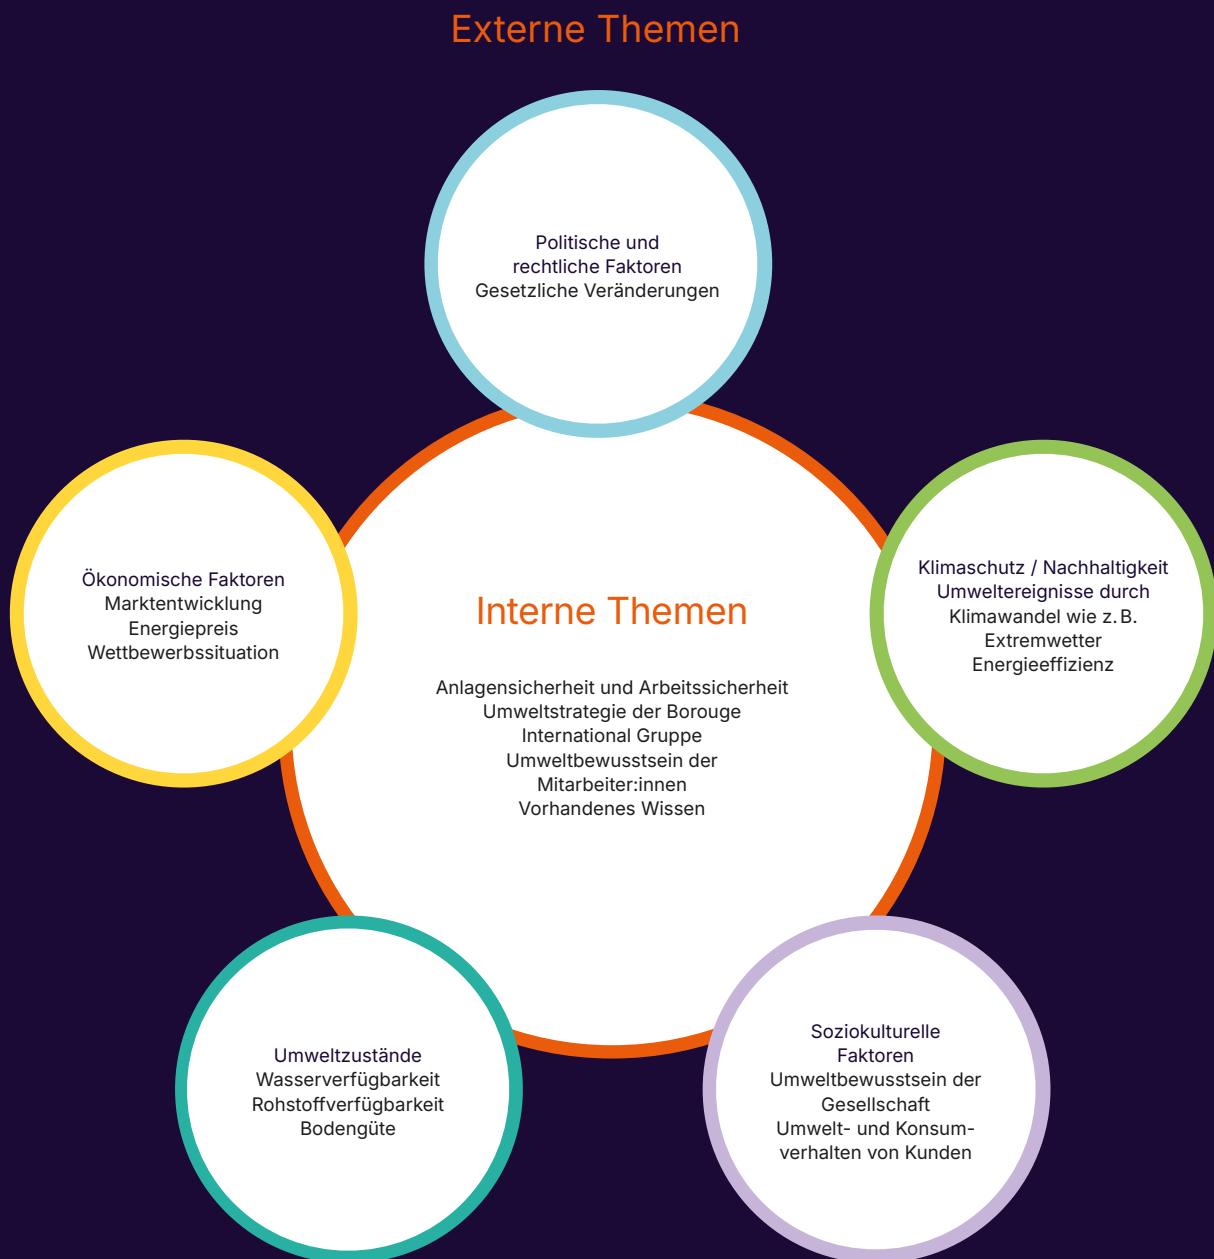 Externe Themen
Politische und
rechtliche Faktoren
Gesetzliche Veränderungen
Ökonomische Faktoren
Marktentwicklung
Energiepreis
Wettbewerbssituation
Interne Themen
Anlagensicherheit und Arbeitssicherheit
Umweltstrategie der Borouge
International Gruppe
Umweltbewusstsein der
Mitarbeiter:innen
Vorhandenes Wissen
Klimaschutz / Nachhaltigkeit
Umweltereignisse durch
Klimawandel wie z. B.
Extremwetter
Energieeffizienz
Umweltzustände
Wasserverfügbarkeit
Rohstoffverfügbarkeit
Bodengüte
Soziokulturelle
Faktoren
Umweltbewusstsein der
Gesellschaft
Umwelt- und Konsum-
verhalten von Kunden